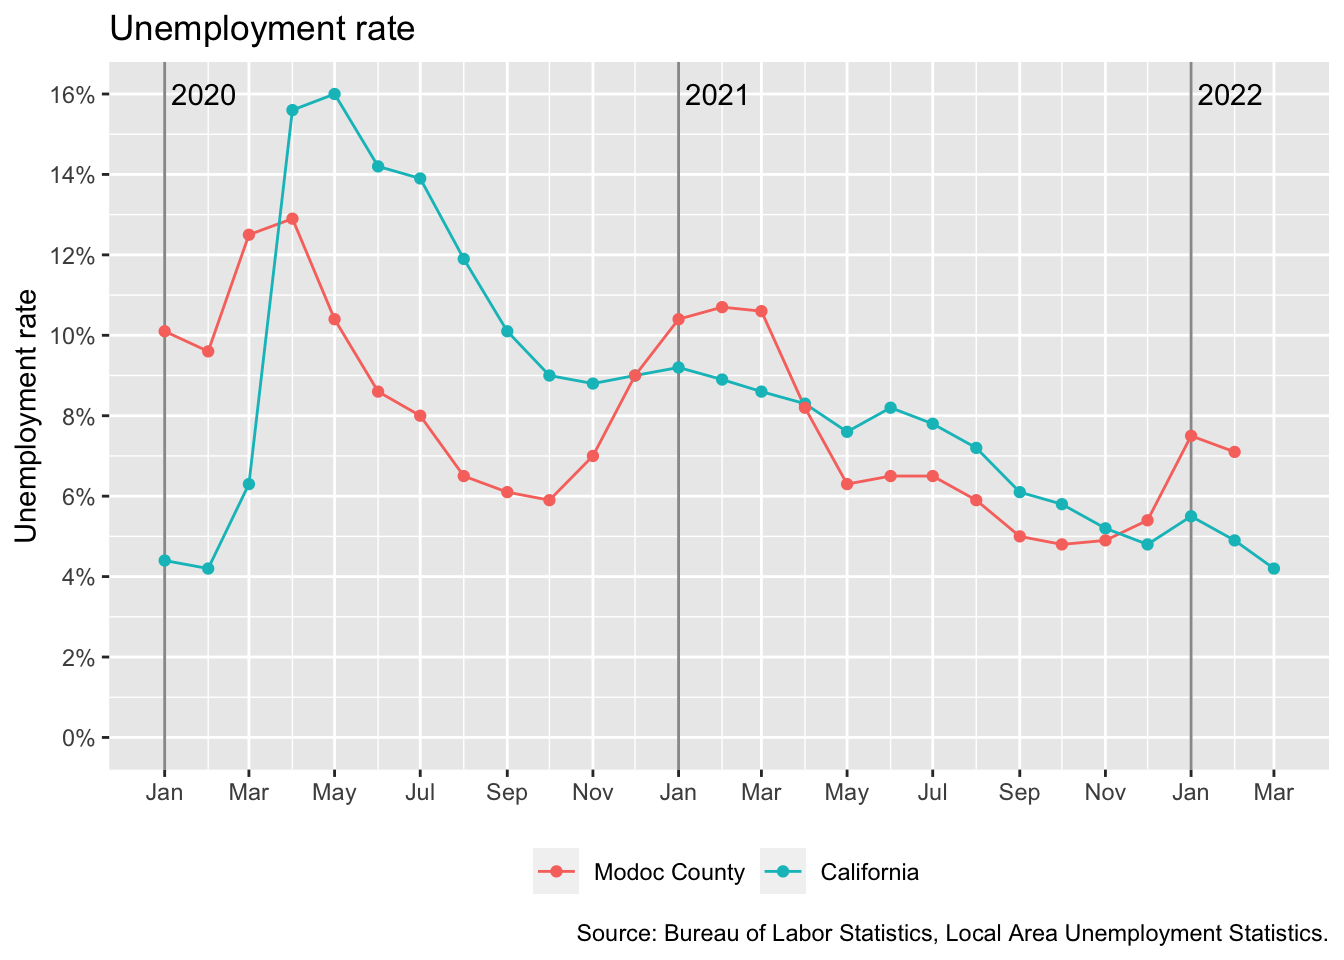 Unemployment rate
Unemployment rate
16%
14%
12%
10%
8%
6%
4%
2%
0%
2020 2021 2022
Jan Mar May Jul Sep Nov Jan Mar May Jul Sep Nov Jan Mar
Modoc County California
Source: Bureau of Labor Statistics, Local Area Unemployment Statistics.